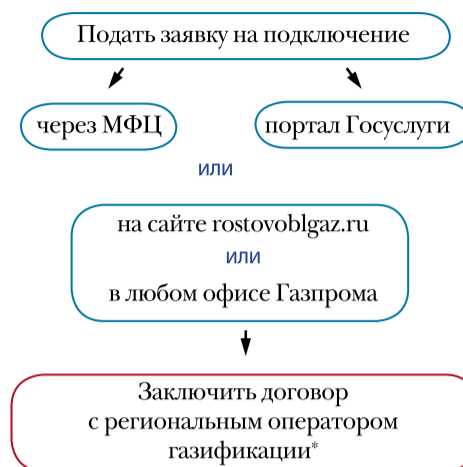 Подать заявку на подключение
через МФЦ
портал Госуслуги
или
на сайте rostovoblgaz.ru
или
в любом офисе Газпрома
Заключить договор
с региональным оператором
газификации*